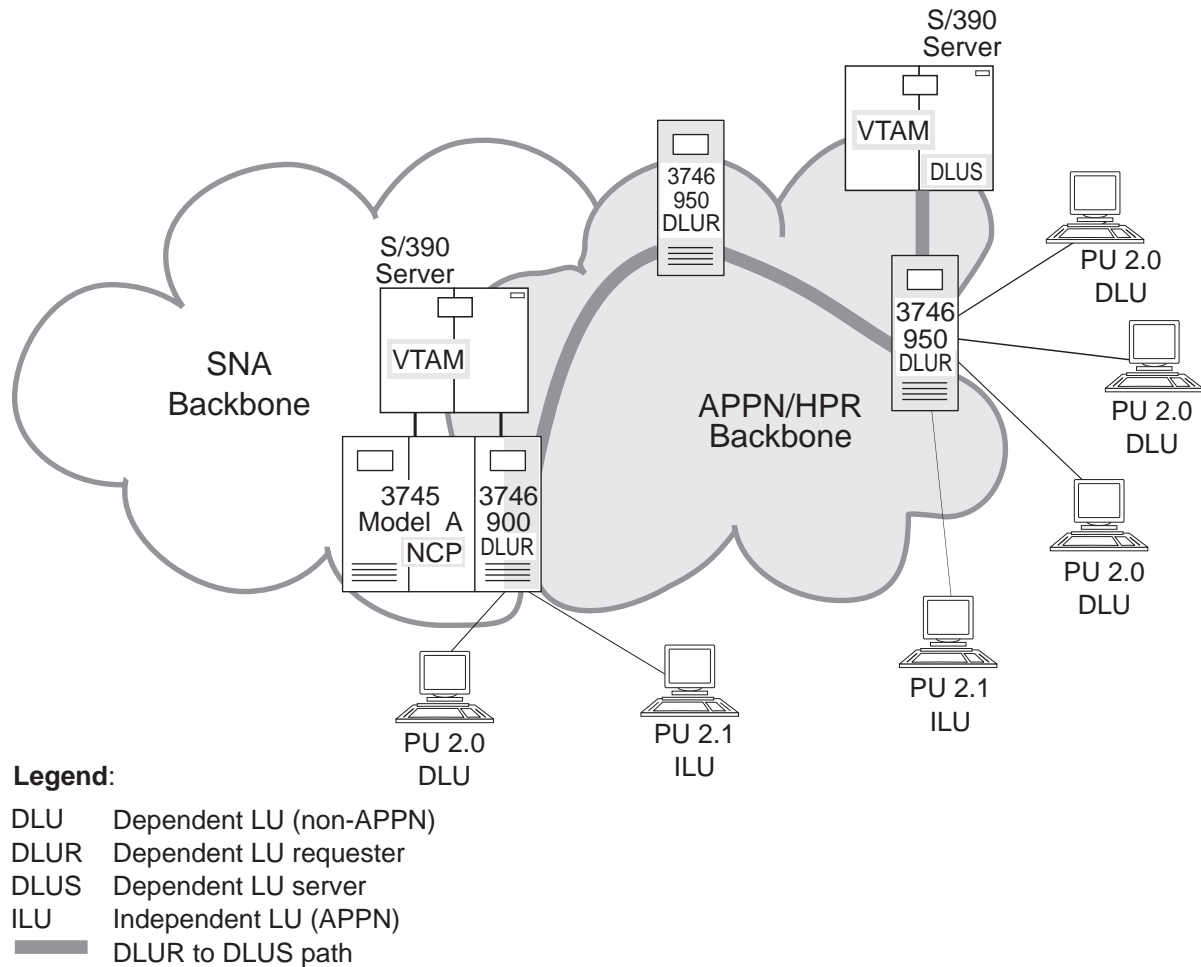 S/390
Server
VTAM
DLUS
3746
950
DLUR
PU 2.0
DLU
S/390
Server
VTAM
3746
950
DLUR
PU 2.0
DLU
SNA
Backbone
APPN/HPR
Backbone
3745
Model A
NCP
3746
900
DLUR
PU 2.0
DLU
PU 2.1
ILU
PU 2.1
ILU
PU 2.0
DLU
Legend:
DLU Dependent LU (non-APPN)
DLUR Dependent LU requester
DLUS Dependent LU server
ILU Independent LU (APPN)
DLUR to DLUS path